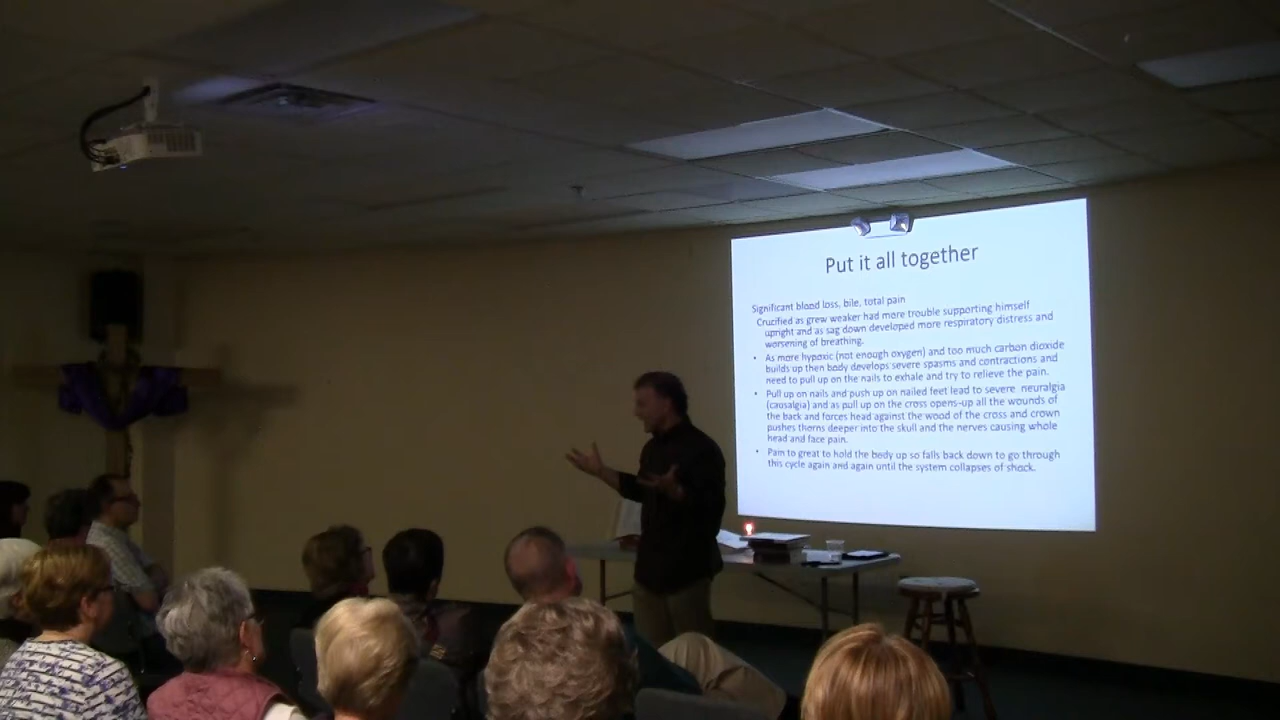 Put it all together
Significant blood loss, bile, total pain
Crucified as grew weaker had more trouble supporting himself
upright and as sag down developed more respiratory distress and
worsening of breathing.
• As more hypoxic (not enough oxygen) and too much carbon dioxide
builds up then body develops severe spasms and contractions and
need to pull up on the nails to exhale and try to relieve the pain.
• Pull up on nails and push up on nailed feet lead to severe neuralgia
(causalgia) and as pull up on the cross opens-up all the wounds of
the back and forces head against the wood of the cross and crown
pushes thorns deeper into the skull and the nerves causing whole
head and face pain.
• Pam to great to hold the body up so falls back down to go through
this cycle again and again until the system collapses of shock.